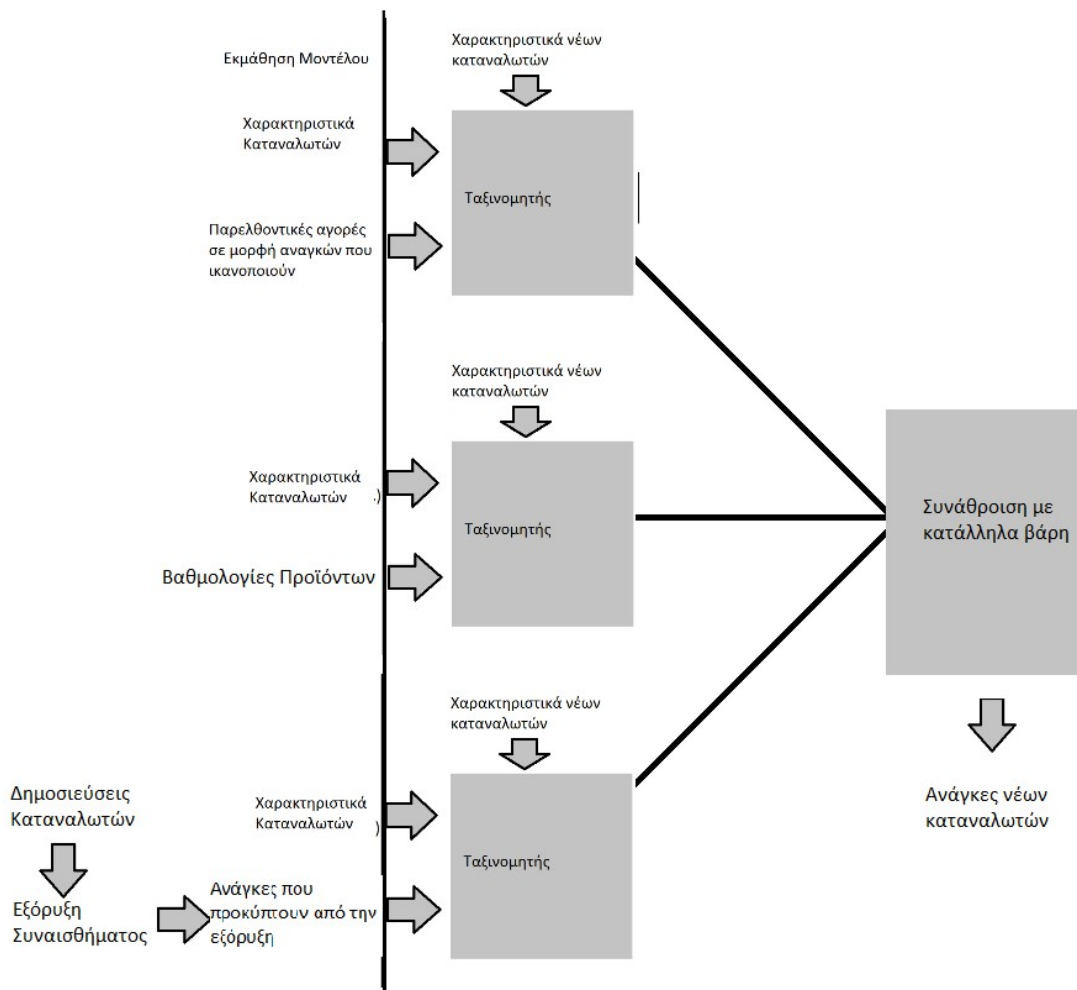 Εκμάθηση Μοντέλου
Χαρακτηριστικά νέων
καταναλωτών
Χαρακτηριστικά
Καταναλωτών
Ταξινομητής
Παρελθοντικές αγορές
σε μορφή αναγκών που
ικανοποιούν
Χαρακτηριστικά νέων
καταναλωτών
Χαρακτηριστικά
Καταναλωτών
Ταξινομητής
Βαθμολογίες Προϊόντων
Συνάθροιση με
κατάλληλα βάρη
Χαρακτηριστικά νέων
καταναλωτών
Χαρακτηριστικά
Καταναλωτών
Ταξινομητής
Δημοσιεύσεις
Καταναλωτών
Εξόρυξη
Συναισθήματος
Ανάγκες που
προκύπτουν από την
εξόρυξη
Ανάγκες νέων
καταναλωτών